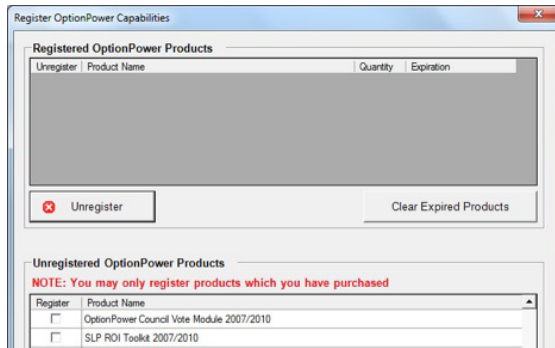 Register OptionPower Capabilities
Registered OptionPower Products
Unregister Product Name Quantity Expiration
Unregister Clear Expired Products
Unregistered OptionPower Products
NOTE: You may only register products which you have purchased
Register Product Name
OptionPower Council Vote Module 2007/2010
SLP ROI Toolkit 2007/2010